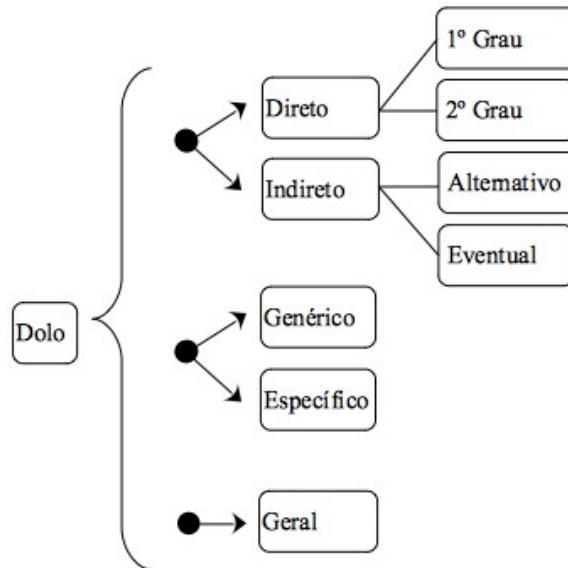 1º Grau
Direto
2º Grau
Indireto
Alternativo
Eventual
Dolo
Genérico
Específico
Geral